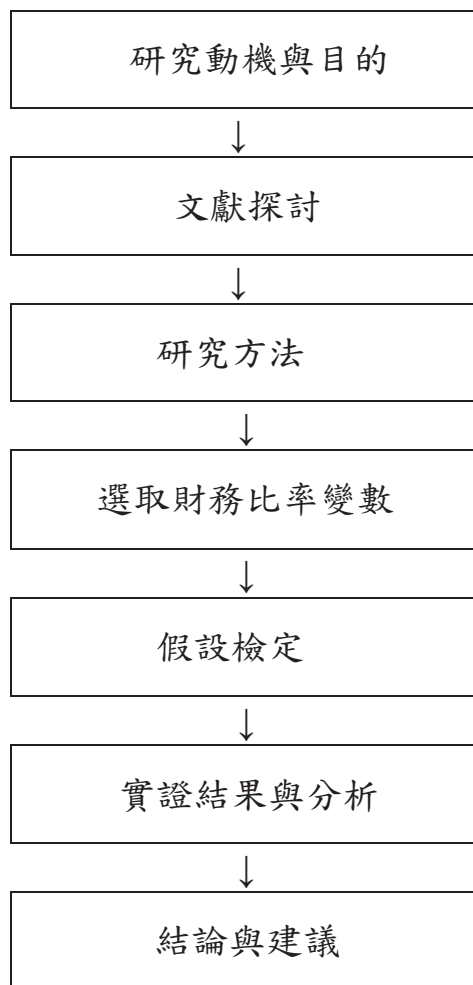 研究動機與目的
↓
文獻探討
↓
研究方法
↓
選取財務比率變數
↓
假設檢定
↓
實證結果與分析
↓
結論與建議